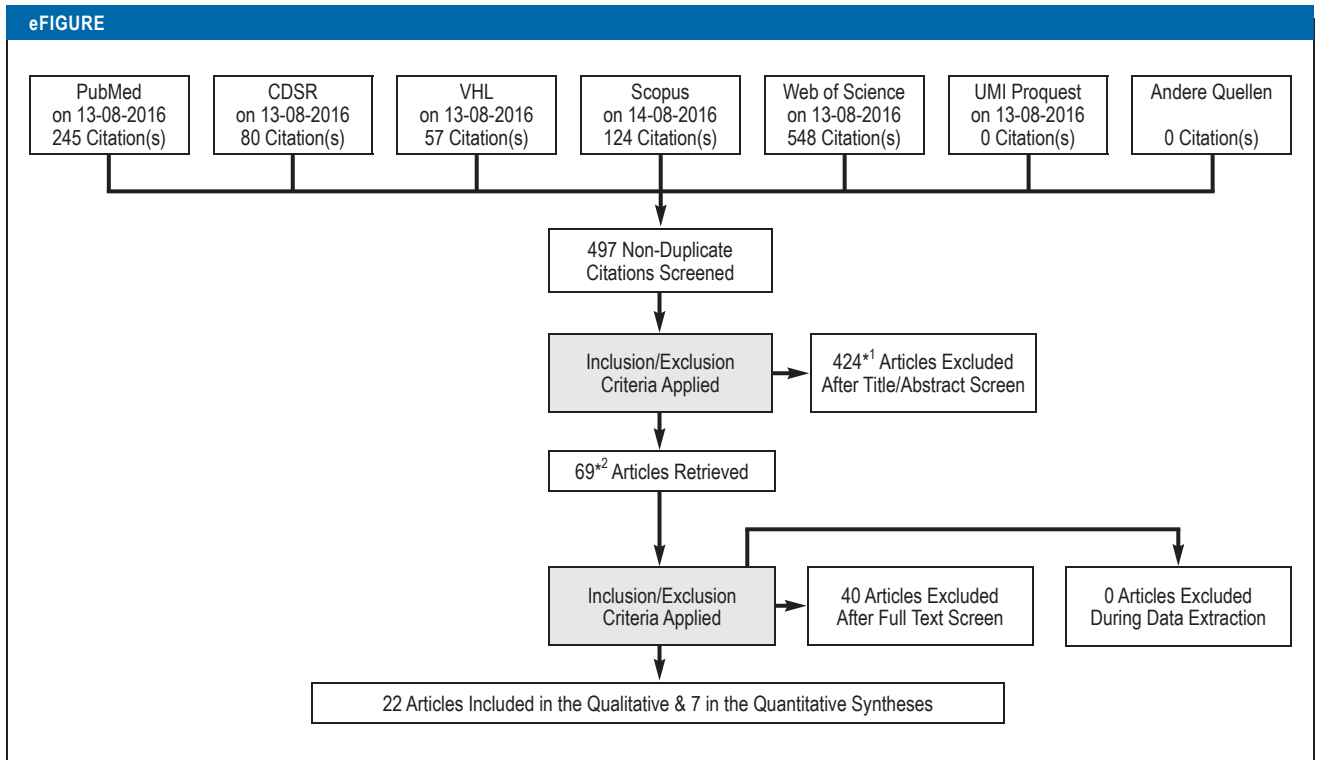 eFIGURE
PubMed
on 13-08-2016
245 Citation(s)
CDSR
on 13-08-2016
80 Citation(s)
VHL
on 13-08-2016
57 Citation(s)
Scopus
on 14-08-2016
124 Citation(s)
Web of Science
on 13-08-2016
548 Citation(s)
UMI Proquest
on 13-08-2016
0 Citation(s)
Andere Quellen
0 Citation(s)
497 Non-Duplicate
Citations Screened
Inclusion/Exclusion
Criteria Applied
424*1 Articles Excluded
After Title/Abstract Screen
69*2 Articles Retrieved
Inclusion/Exclusion
Criteria Applied
40 Articles Excluded
After Full Text Screen
0 Articles Excluded
During Data Extraction
22 Articles Included in the Qualitative & 7 in the Quantitative Syntheses